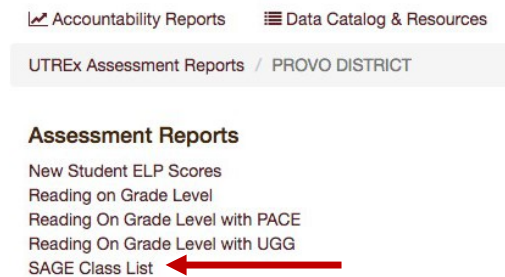 Accountability Reports Data Catalog & Resources
UTREx Assessment Reports / PROVO DISTRICT
Assessment Reports
New Student ELP Scores
Reading on Grade Level
Reading On Grade Level with PACE
Reading On Grade Level with UGG
SAGE Class List